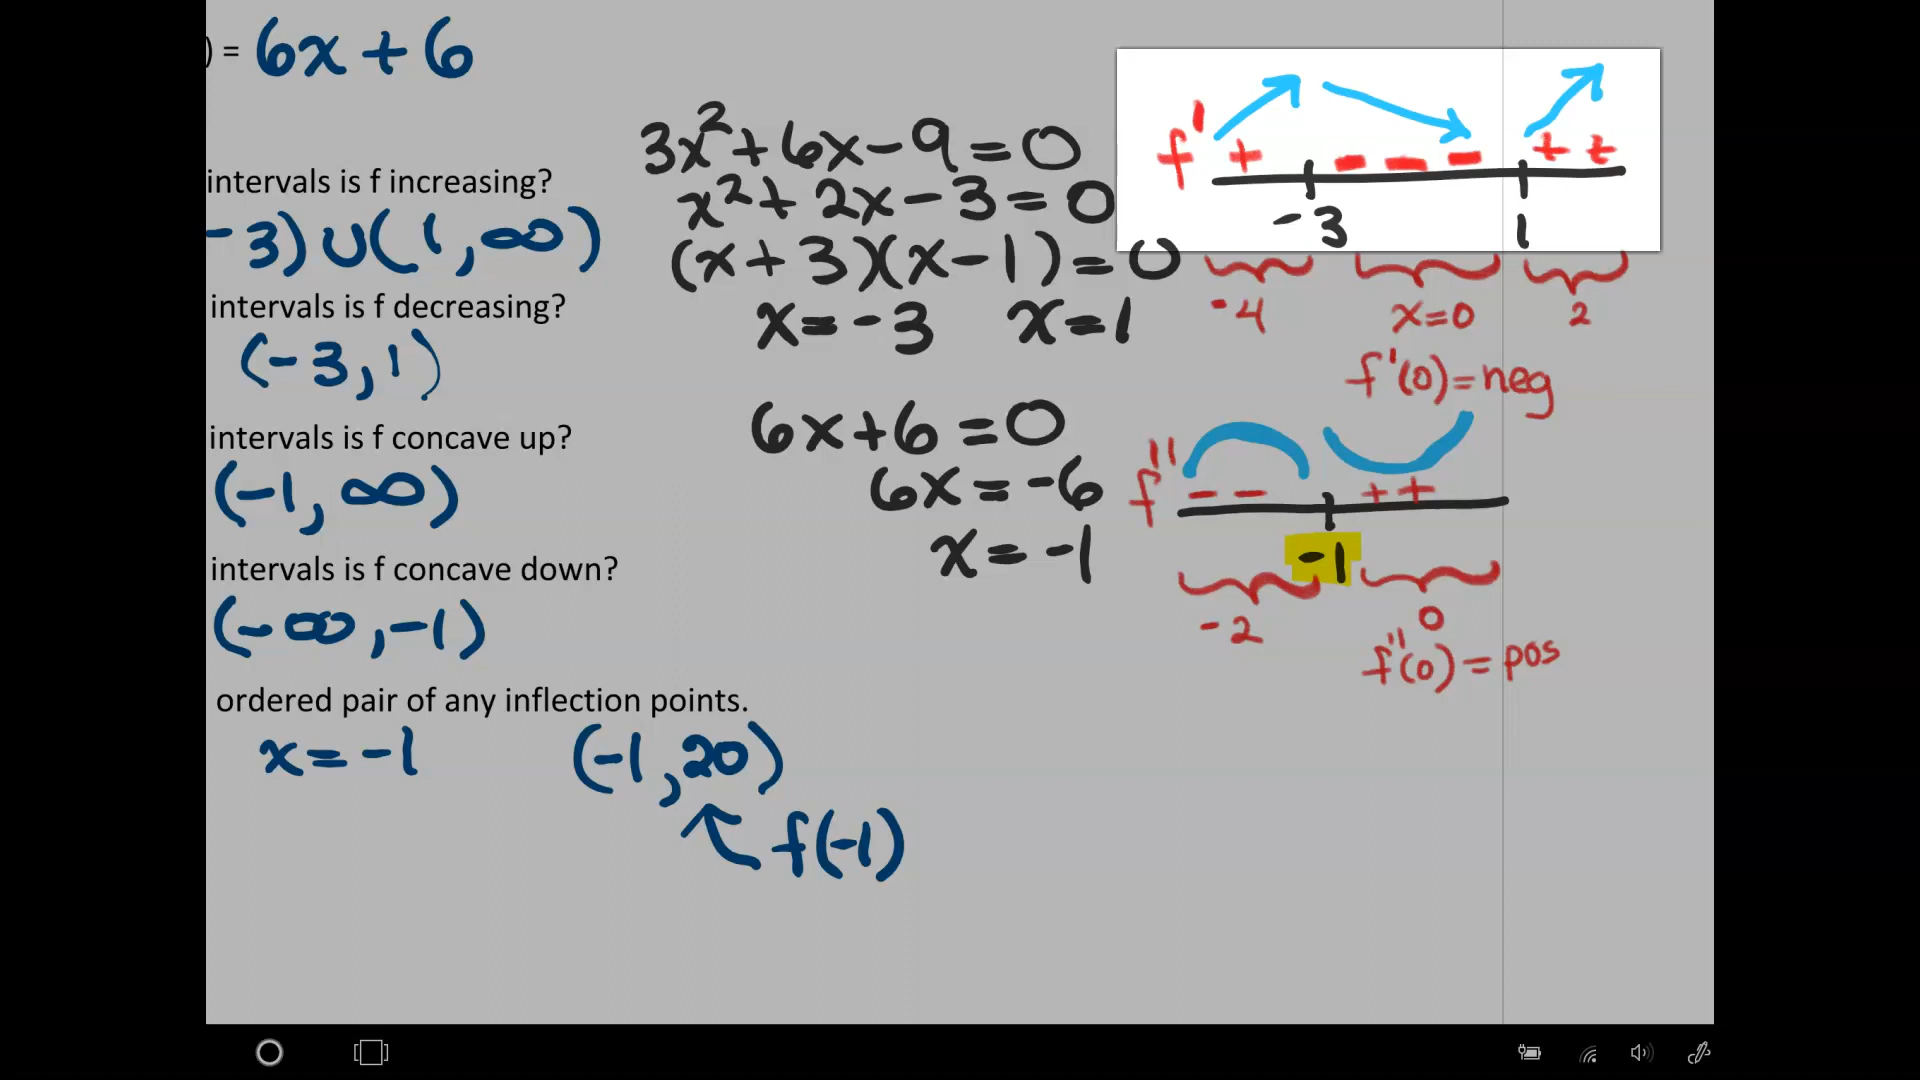 ) = 6x + 6
intervals is f increasing?
-3) ∪ (1, ∞)
intervals is f decreasing?
(-3, 1)
intervals is f concave up?
(-1, ∞)
intervals is f concave down?
(-∞, -1)
ordered pair of any inflection points.
x = -1 (-1, 20)
f(-1)
3x² + 6x - 9 = 0
x² + 2x - 3 = 0
(x + 3)(x - 1) = 0
x = -3 x = 1
6x + 6 = 0
6x = -6
x = -1
f' + - - - + +
-3 1
-4 x=0 2
f'(0) = neg
f'' - - + +
-1
-2 0
f''(0) = pos